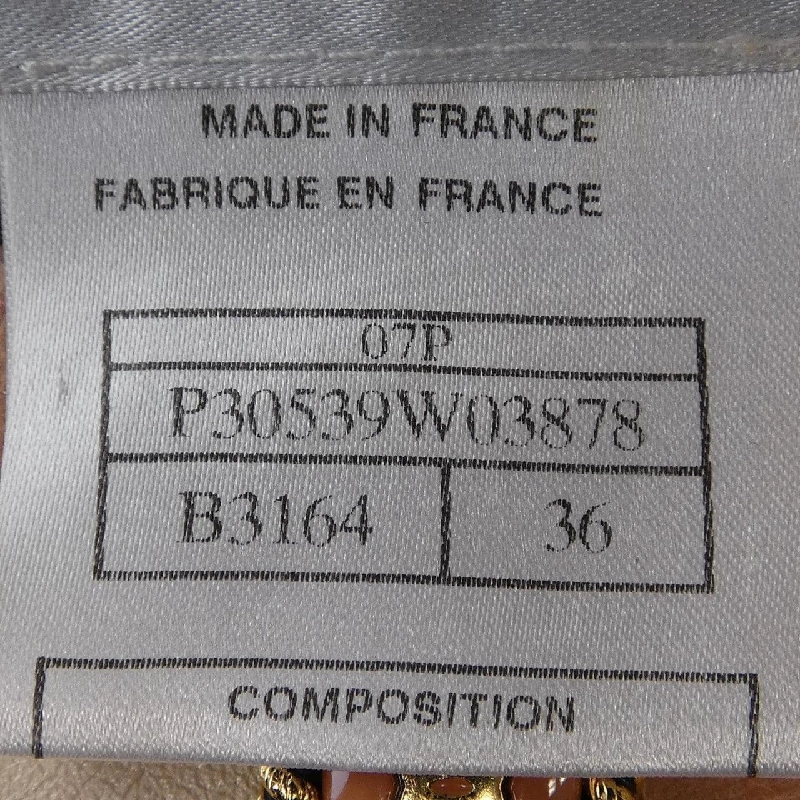 MADE IN FRANCE
FABRIQUE EN FRANCE
07P
P30539W03878
B3164 36
COMPOSITION